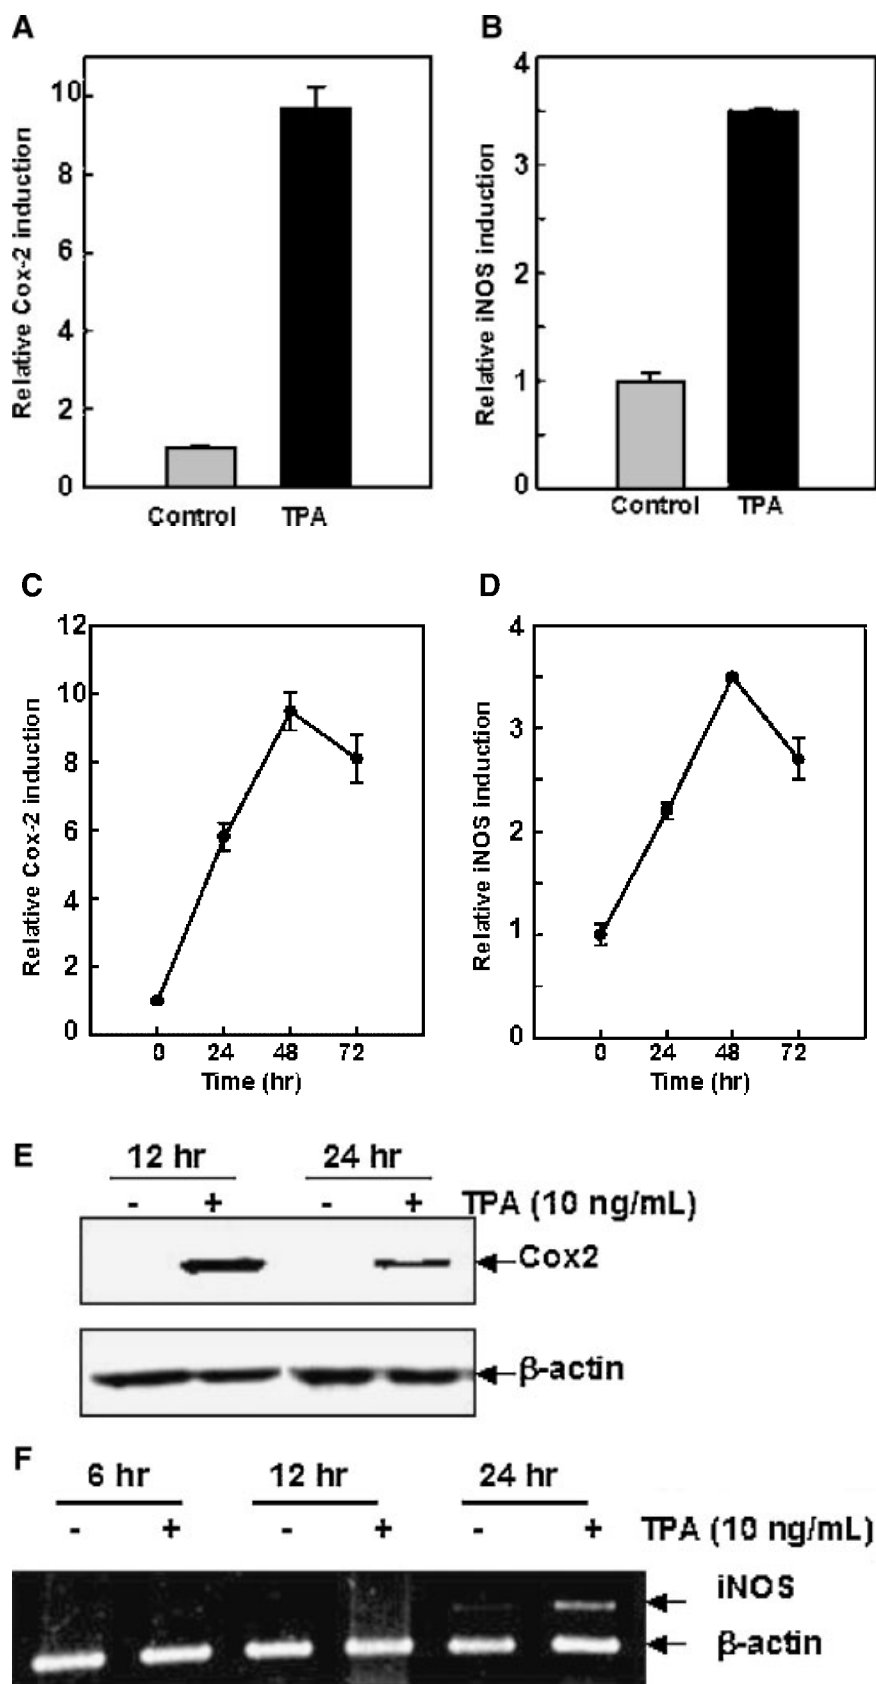 A
B
Relative Cox-2 induction
10
8
6
4
2
0
Control TPA
Relative iNOS induction
4
3
2
1
0
Control TPA
C
D
Relative Cox-2 induction
12
10
8
6
4
2
0
0 24 48 72
Time (hr)
Relative iNOS induction
4
3
2
1
0
0 24 48 72
Time (hr)
E
12 hr 24 hr
- + - + TPA (10 ng/mL)
Cox2
β-actin
F
6 hr 12 hr 24 hr
- + - + - + TPA (10 ng/mL)
iNOS
β-actin